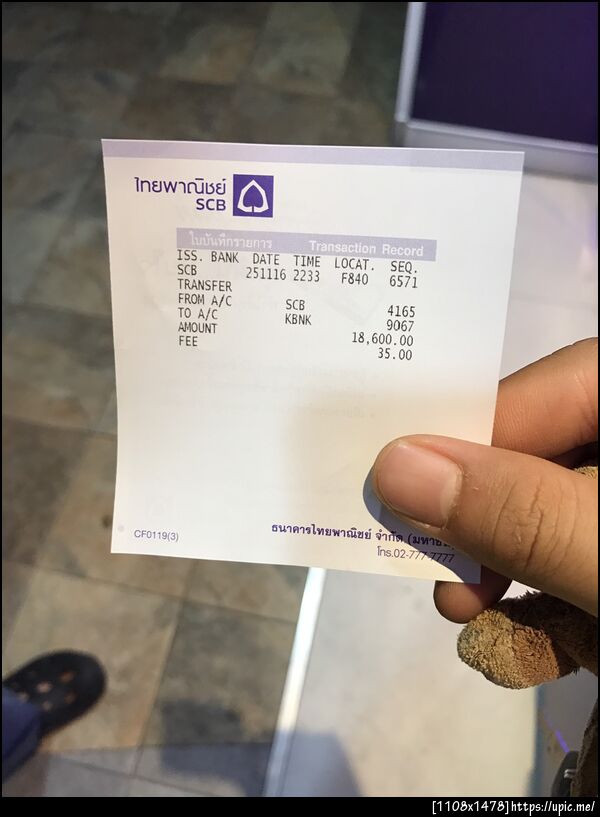 ไทยพาณิชย์
SCB
ใบบันทึกรายการ Transaction Record
ISS. BANK DATE TIME LOCAT. SEQ.
SCB 251116 2233 F840 6571
TRANSFER
FROM A/C SCB 4165
TO A/C KBNK 9067
AMOUNT 18,600.00
FEE 35.00
CF0119(3)
ธนาคารไทยพาณิชย์ จำกัด (มหาชน)
โทร.02-777-7777
[1108x1478]https://upic.me/